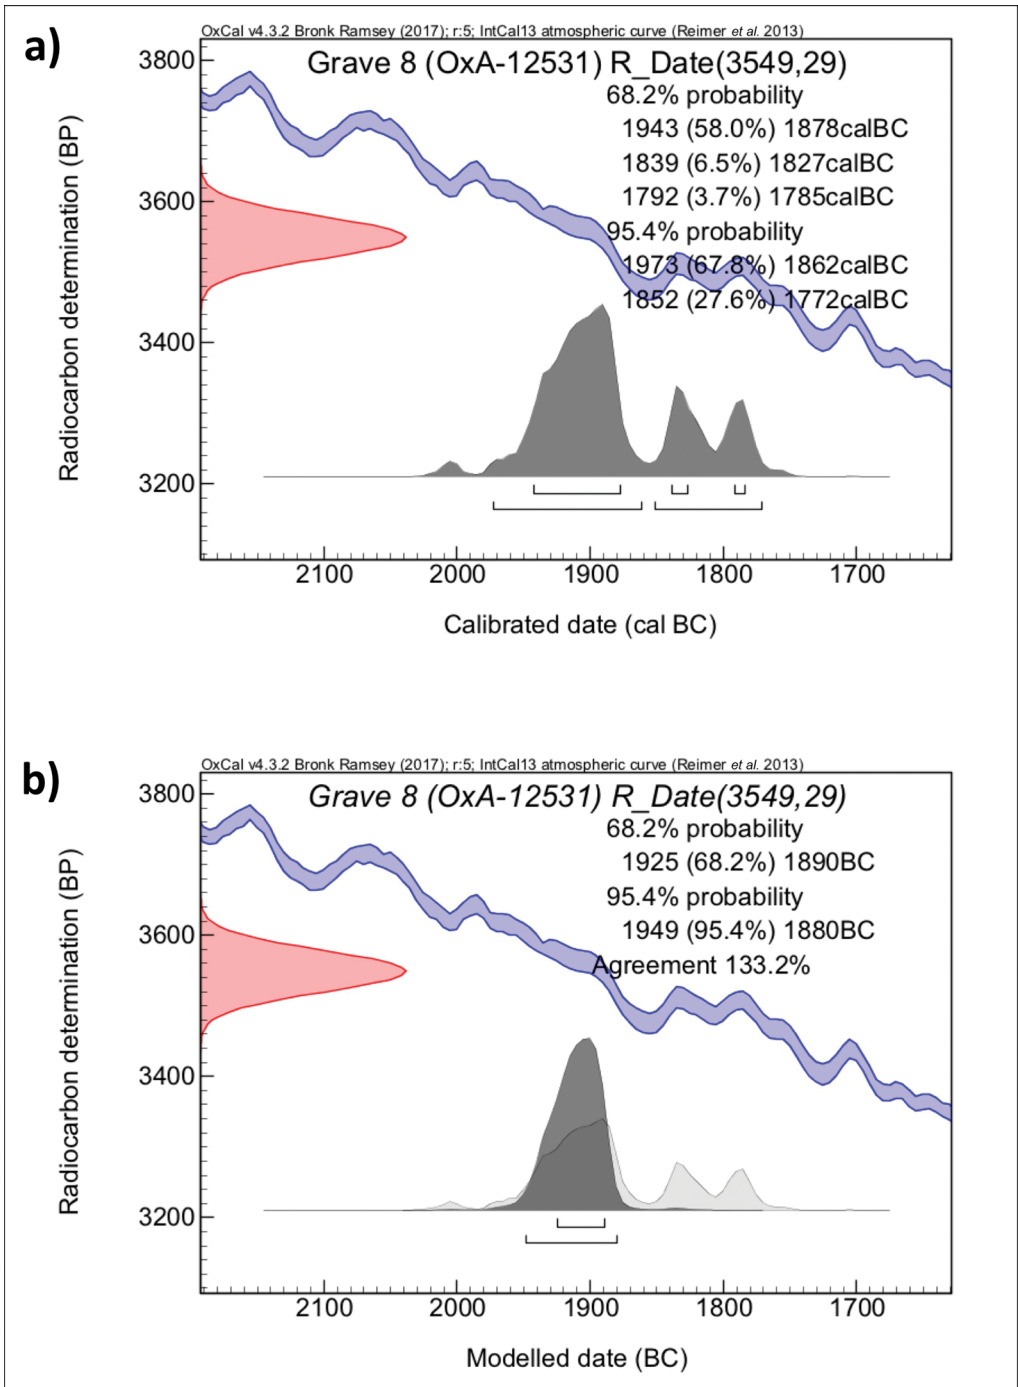 a)
OxCal v4.3.2 Bronk Ramsey (2017); r:5; IntCal13 atmospheric curve (Reimer et al. 2013)
Grave 8 (OxA-12531) R_Date(3549,29)
68.2% probability
1943 (58.0%) 1878calBC
1839 (6.5%) 1827calBC
1792 (3.7%) 1785calBC
95.4% probability
1973 (67.8%) 1862calBC
1852 (27.6%) 1772calBC
Radiocarbon determination (BP)
3800
3600
3400
3200
2100 2000 1900 1800 1700
Calibrated date (cal BC)
b)
OxCal v4.3.2 Bronk Ramsey (2017); r:5; IntCal13 atmospheric curve (Reimer et al. 2013)
Grave 8 (OxA-12531) R_Date(3549,29)
68.2% probability
1925 (68.2%) 1890BC
95.4% probability
1949 (95.4%) 1880BC
Agreement 133.2%
Radiocarbon determination (BP)
3800
3600
3400
3200
2100 2000 1900 1800 1700
Modelled date (BC)